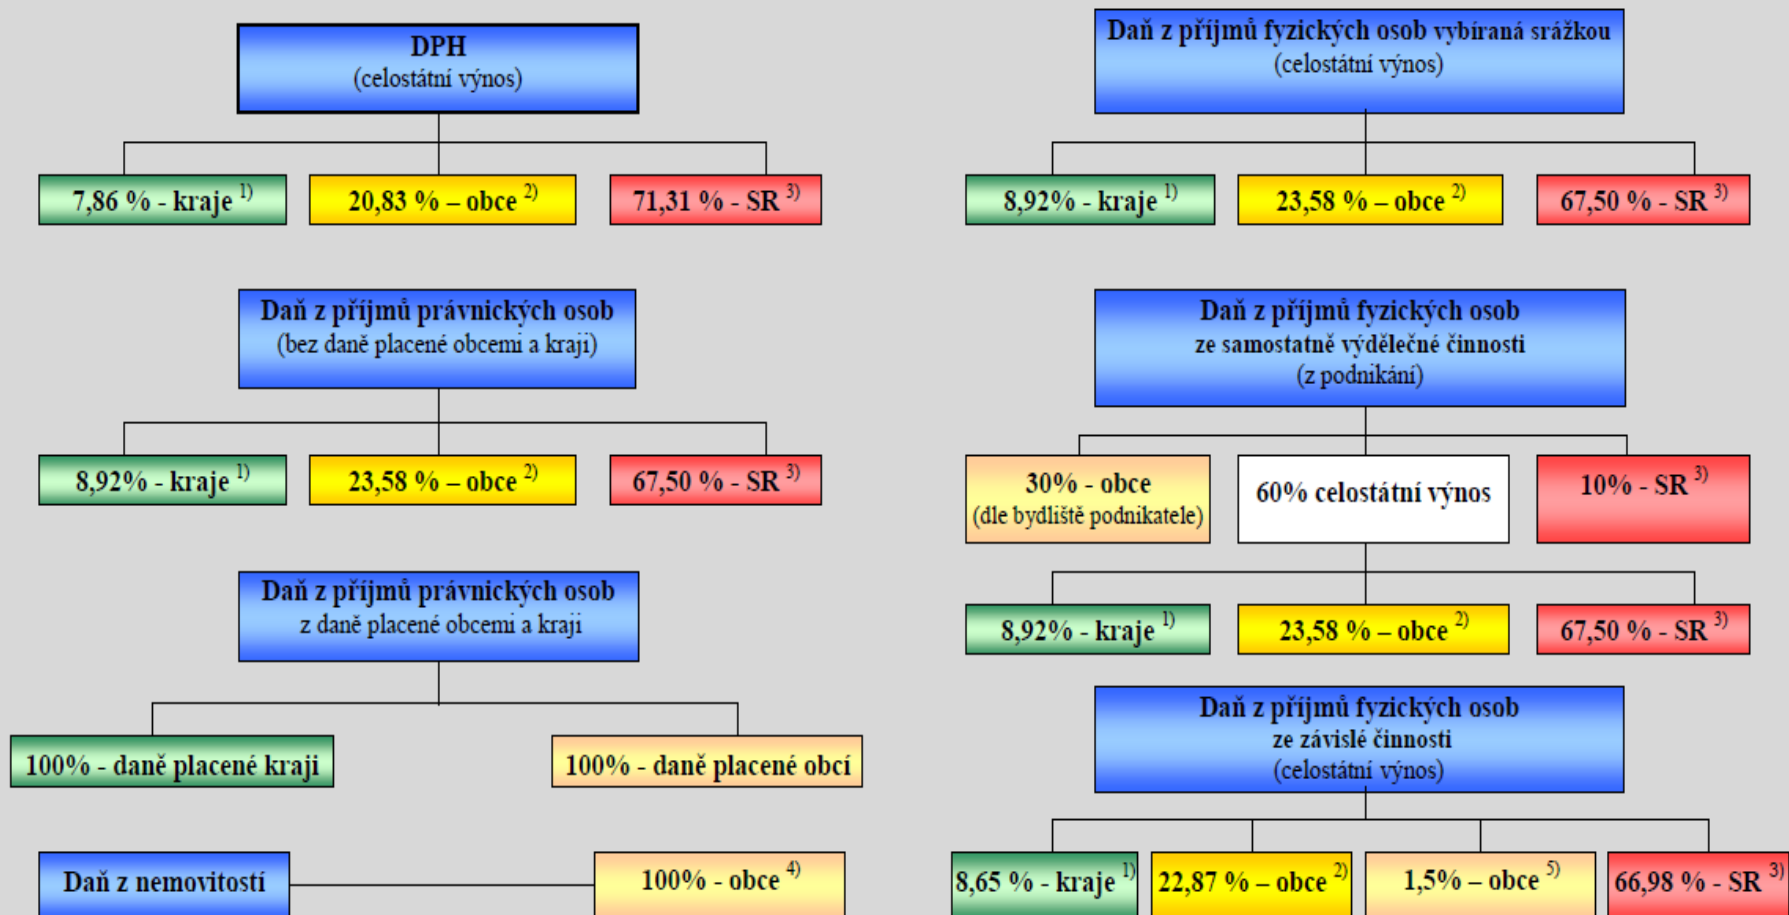 DPH
(celostátní výnos)
7,86 % - kraje 1)
20,83 % – obce 2)
71,31 % - SR 3)
Daň z příjmů právnických osob
(bez daně placené obcemi a kraji)
8,92% - kraje 1)
23,58 % – obce 2)
67,50 % - SR 3)
Daň z příjmů právnických osob
z daně placené obcemi a kraji
100% - daně placené kraji
100% - daně placené obcí
Daň z nemovitostí
100% - obce 4)
Daň z příjmů fyzických osob vybíraná srážkou
(celostátní výnos)
8,92% - kraje 1)
23,58 % – obce 2)
67,50 % - SR 3)
Daň z příjmů fyzických osob
ze samostatně výdělečné činnosti
(z podnikání)
30% - obce
(dle bydliště podnikatele)
60% celostátní výnos
10% - SR 3)
8,92% - kraje 1)
23,58 % – obce 2)
67,50 % - SR 3)
Daň z příjmů fyzických osob
ze závislé činnosti
(celostátní výnos)
8,65 % - kraje 1)
22,87 % – obce 2)
1,5% – obce 5)
66,98 % - SR 3)